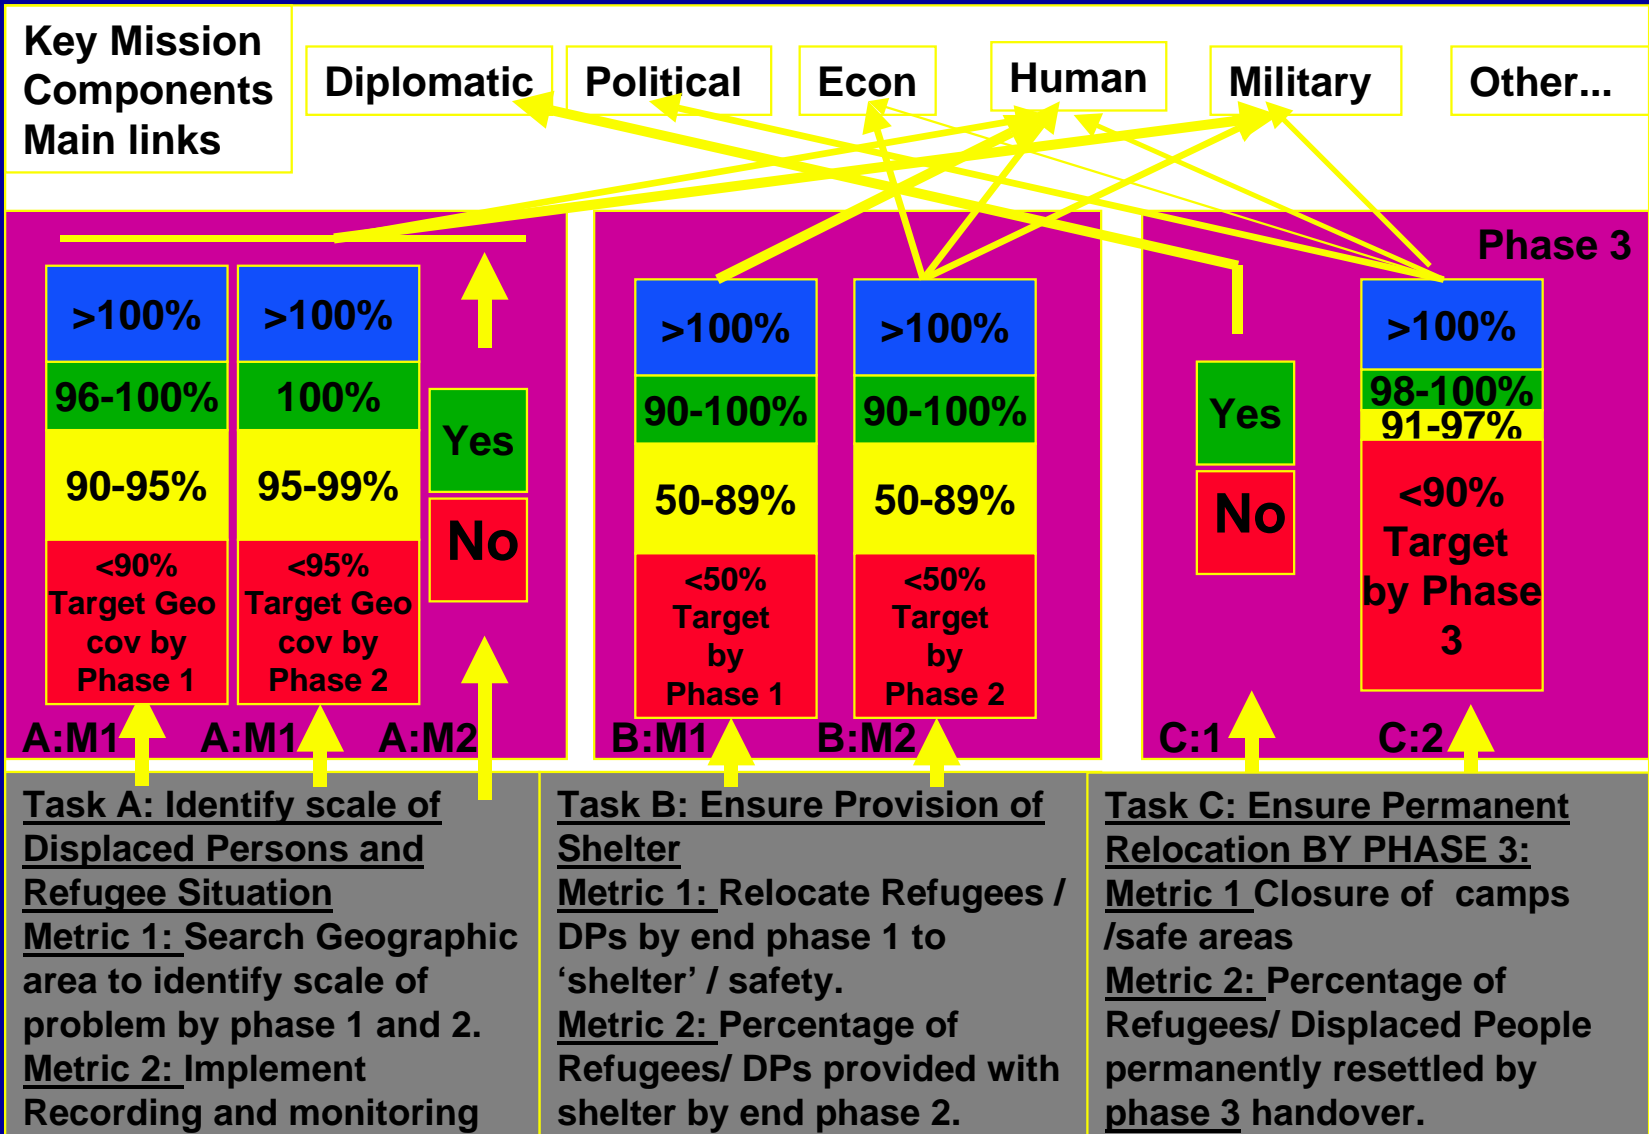 Key Mission
Components
Main links
Diplomatic
Political
Econ
Human
Military
Other...
Phase 3
>100%
96-100%
90-95%
<90%
Target Geo
cov by
Phase 1
>100%
100%
95-99%
<95%
Target Geo
cov by
Phase 2
Yes
No
A:M1
A:M1
A:M2
>100%
90-100%
50-89%
<50%
Target
by
Phase 1
>100%
90-100%
50-89%
<50%
Target
by
Phase 2
B:M1
B:M2
Yes
No
>100%
98-100%
91-97%
<90%
Target
by Phase
3
C:1
C:2
Task A: Identify scale of
Displaced Persons and
Refugee Situation
Metric 1: Search Geographic
area to identify scale of
problem by phase 1 and 2.
Metric 2: Implement
Recording and monitoring
Task B: Ensure Provision of
Shelter
Metric 1: Relocate Refugees /
DPs by end phase 1 to
‘shelter’ / safety.
Metric 2: Percentage of
Refugees/ DPs provided with
shelter by end phase 2.
Task C: Ensure Permanent
Relocation BY PHASE 3:
Metric 1 Closure of camps
/safe areas
Metric 2: Percentage of
Refugees/ Displaced People
permanently resettled by
phase 3 handover.